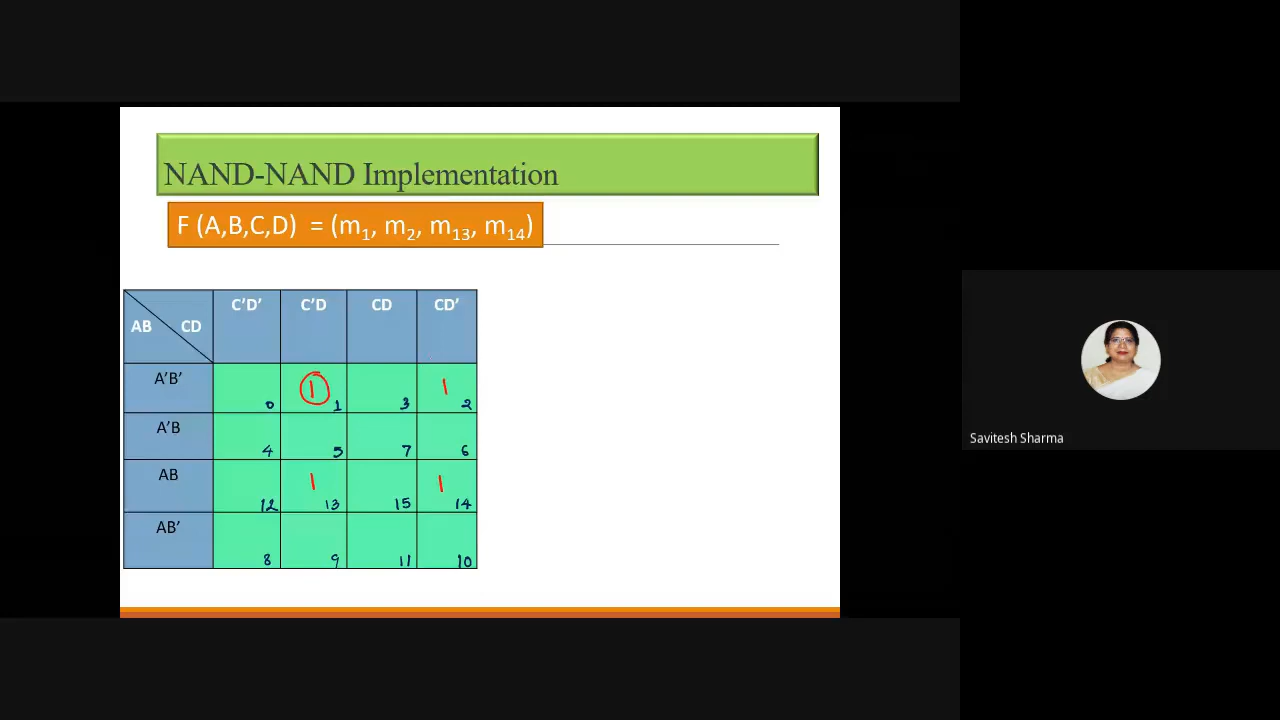 NAND-NAND Implementation
F (A,B,C,D) = (m₁, m₂, m₁₃, m₁₄)
AB CD C’D’ C’D CD CD’
A’B’ 0 1 1 3 1 2
A’B 4 5 7 6
AB 12 1 13 15 1 14
AB’ 8 9 11 10
Savitesh Sharma